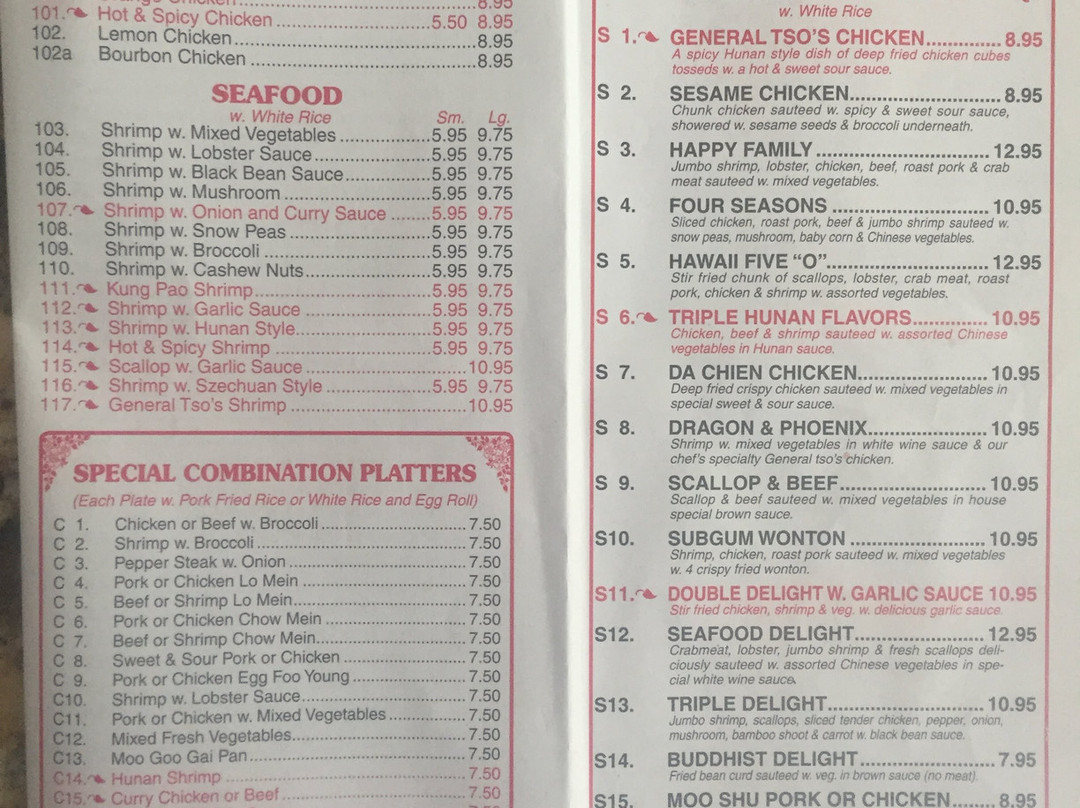 8.95
101. Hot & Spicy Chicken 5.50 8.95
102. Lemon Chicken 8.95
102a Bourbon Chicken 8.95
SEAFOOD
w. White Rice Sm. Lg.
103. Shrimp w. Mixed Vegetables 5.95 9.75
104. Shrimp w. Lobster Sauce 5.95 9.75
105. Shrimp w. Black Bean Sauce 5.95 9.75
106. Shrimp w. Mushroom 5.95 9.75
107. Shrimp w. Onion and Curry Sauce 5.95 9.75
108. Shrimp w. Snow Peas 5.95 9.75
109. Shrimp w. Broccoli 5.95 9.75
110. Shrimp w. Cashew Nuts 5.95 9.75
111. Kung Pao Shrimp 5.95 9.75
112. Shrimp w. Garlic Sauce 5.95 9.75
113. Shrimp w. Hunan Style 5.95 9.75
114. Hot & Spicy Shrimp 5.95 9.75
115. Scallop w. Garlic Sauce 10.95
116. Shrimp w. Szechuan Style 5.95 9.75
117. General Tso's Shrimp 10.95
SPECIAL COMBINATION PLATTERS
(Each Plate w. Pork Fried Rice or White Rice and Egg Roll)
C 1. Chicken or Beef w. Broccoli 7.50
C 2. Shrimp w. Broccoli 7.50
C 3. Pepper Steak w. Onion 7.50
C 4. Pork or Chicken Lo Mein 7.50
C 5. Beef or Shrimp Lo Mein 7.50
C 6. Pork or Chicken Chow Mein 7.50
C 7. Beef or Shrimp Chow Mein 7.50
C 8. Sweet & Sour Pork or Chicken 7.50
C 9. Pork or Chicken Egg Foo Young 7.50
C10. Shrimp w. Lobster Sauce 7.50
C11. Pork or Chicken w. Mixed Vegetables 7.50
C12. Mixed Fresh Vegetables 7.50
C13. Moo Goo Gai Pan 7.50
C14. Hunan Shrimp 7.50
C15. Curry Chicken or Beef 7.50
w. White Rice
S 1. GENERAL TSO'S CHICKEN 8.95
A spicy Hunan style dish of deep fried chicken cubes
tosseds w. a hot & sweet sour sauce.
S 2. SESAME CHICKEN 8.95
Chunk chicken sauteed w. spicy & sweet sour sauce,
showered w. sesame seeds & broccoli underneath.
S 3. HAPPY FAMILY 12.95
Jumbo shrimp, lobster, chicken, beef, roast pork & crab
meat sauteed w. mixed vegetables.
S 4. FOUR SEASONS 10.95
Sliced chicken, roast pork, beef & jumbo shrimp sauteed w.
snow peas, mushroom, baby corn & Chinese vegetables.
S 5. HAWAII FIVE "O" 12.95
Stir fried chunk of scallops, lobster, crab meat, roast
pork, chicken & shrimp w. assorted vegetables.
S 6. TRIPLE HUNAN FLAVORS 10.95
Chicken, beef & shrimp sauteed w. assorted Chinese
vegetables in Hunan sauce.
S 7. DA CHIEN CHICKEN 10.95
Deep fried crispy chicken sauteed w. mixed vegetables in
special sweet & sour sauce.
S 8. DRAGON & PHOENIX 10.95
Shrimp w. mixed vegetables in white wine sauce & our
chef's specialty General tso's chicken.
S 9. SCALLOP & BEEF 10.95
Scallop & beef sauteed w. mixed vegetables in house
special brown sauce.
S10. SUBGUM WONTON 10.95
Shrimp, chicken, roast pork sauteed w. mixed vegetables
w. 4 crispy fried wonton.
S11. DOUBLE DELIGHT W. GARLIC SAUCE 10.95
Stir fried chicken, shrimp & veg. w. delicious garlic sauce.
S12. SEAFOOD DELIGHT 12.95
Crabmeat, lobster, jumbo shrimp & fresh scallops deli-
ciously sauteed w. assorted Chinese vegetables in spe-
cial white wine sauce.
S13. TRIPLE DELIGHT 10.95
Jumbo shrimp, scallops, sliced tender chicken, pepper, onion,
mushroom, bamboo shoot & carrot w. black bean sauce.
S14. BUDDHIST DELIGHT 7.95
Fried bean curd sauteed w. veg. in brown sauce (no meat).
S15. MOO SHU PORK OR CHICKEN 8.95